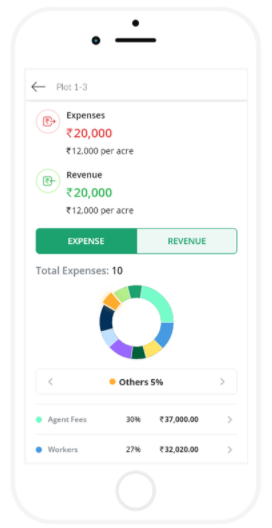 Plot 1-3
Expenses
₹20,000
₹12,000 per acre
Revenue
₹20,000
₹12,000 per acre
EXPENSE REVENUE
Total Expenses: 10
Others 5%
Agent Fees 30% ₹37,000.00
Workers 27% ₹32,020.00